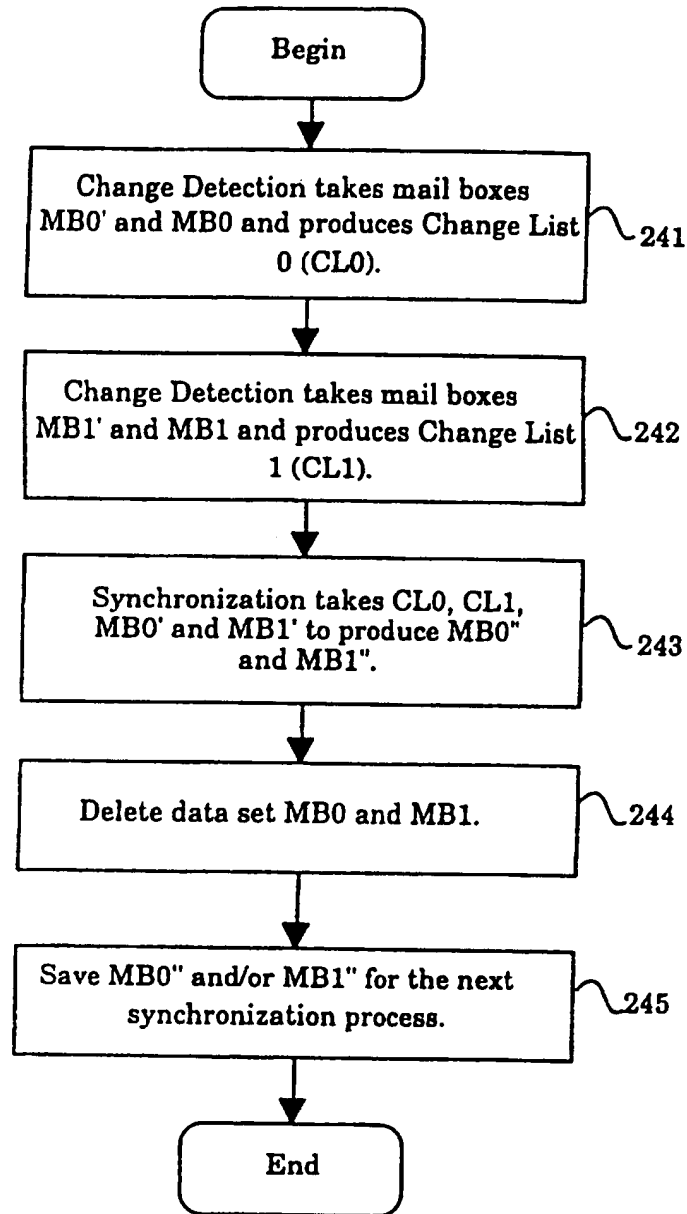 Begin
Change Detection takes mail boxes
MB0' and MB0 and produces Change List
0 (CL0).
241
Change Detection takes mail boxes
MB1' and MB1 and produces Change List
1 (CL1).
242
Synchronization takes CL0, CL1,
MB0' and MB1' to produce MB0"
and MB1".
243
Delete data set MB0 and MB1.
244
Save MB0" and/or MB1" for the next
synchronization process.
245
End